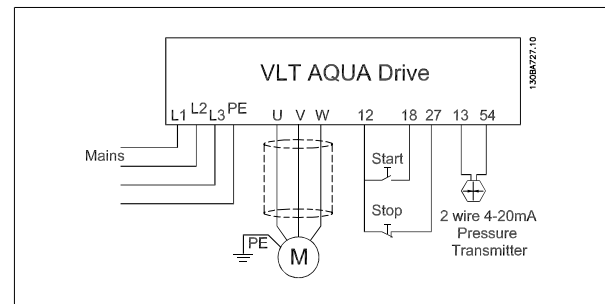 VLT AQUA Drive
130BA727.10
L1 L2 L3 PE U V W 12 18 27 13 54
Mains
Start
Stop
2 wire 4-20mA
Pressure
Transmitter
PE
M